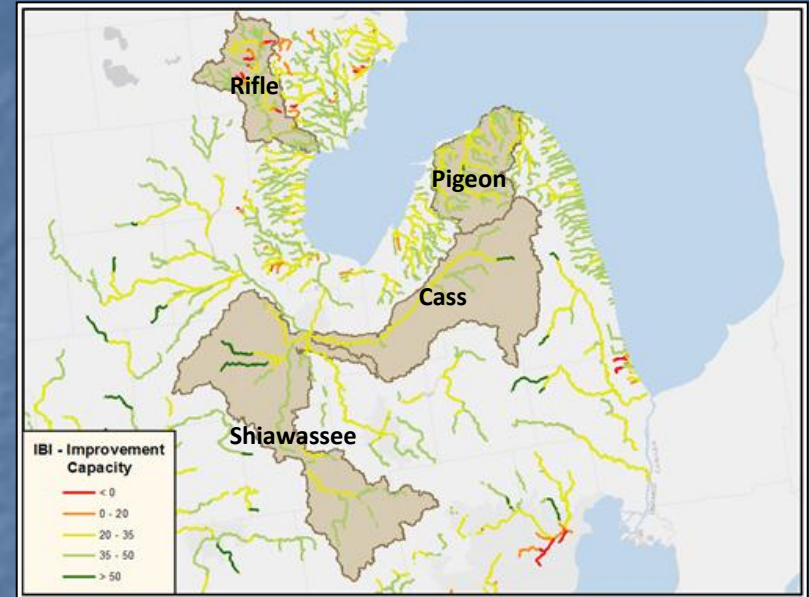 Rifle
Pigeon
Cass
Shiawassee
IBI - Improvement
Capacity
< 0
0 - 20
20 - 35
35 - 50
> 50